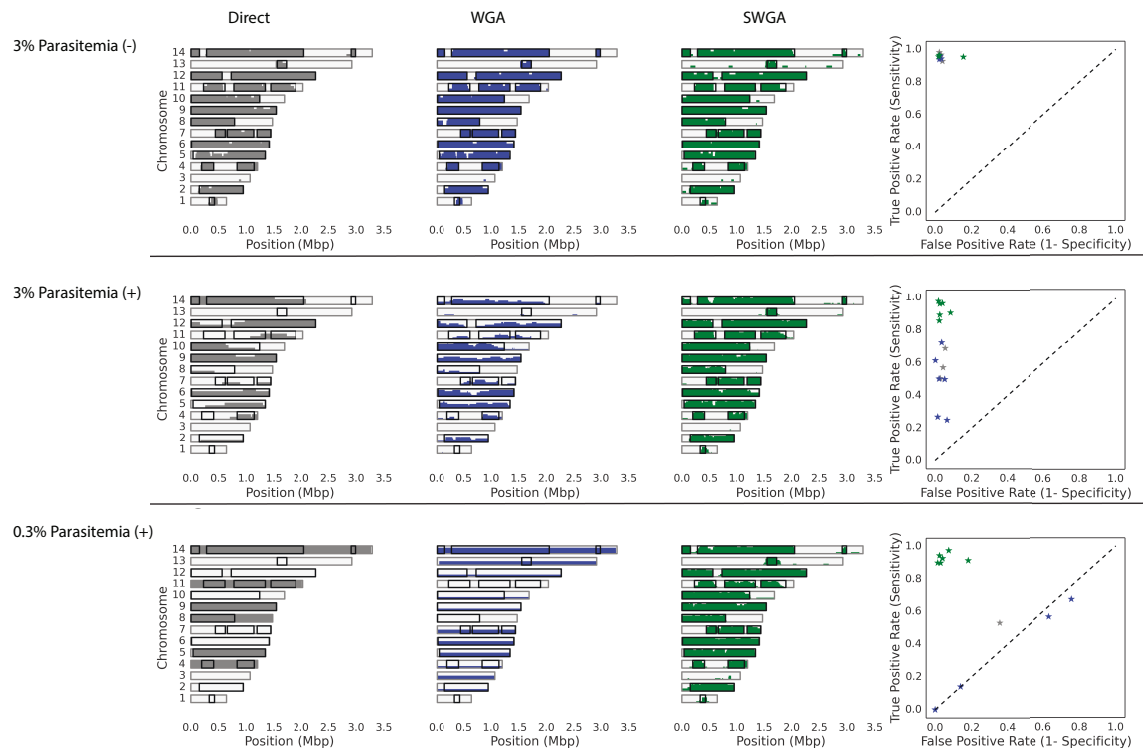 Direct WGA SWGA
3% Parasitemia (-)
Chromosome
14
13
12
11
10
9
8
7
6
5
4
3
2
1
0.0 0.5 1.0 1.5 2.0 2.5 3.0 3.5
Position (Mbp)
0.0 0.5 1.0 1.5 2.0 2.5 3.0 3.5
Position (Mbp)
0.0 0.5 1.0 1.5 2.0 2.5 3.0 3.5
Position (Mbp)
True Positive Rate (Sensitivity)
1.0
0.8
0.6
0.4
0.2
0.0
0.0 0.2 0.4 0.6 0.8 1.0
False Positive Rate (1- Specificity)
3% Parasitemia (+)
Chromosome
14
13
12
11
10
9
8
7
6
5
4
3
2
1
0.0 0.5 1.0 1.5 2.0 2.5 3.0 3.5
Position (Mbp)
0.0 0.5 1.0 1.5 2.0 2.5 3.0 3.5
Position (Mbp)
0.0 0.5 1.0 1.5 2.0 2.5 3.0 3.5
Position (Mbp)
True Positive Rate (Sensitivity)
1.0
0.8
0.6
0.4
0.2
0.0
0.0 0.2 0.4 0.6 0.8 1.0
False Positive Rate (1- Specificity)
0.3% Parasitemia (+)
Chromosome
14
13
12
11
10
9
8
7
6
5
4
3
2
1
0.0 0.5 1.0 1.5 2.0 2.5 3.0 3.5
Position (Mbp)
0.0 0.5 1.0 1.5 2.0 2.5 3.0 3.5
Position (Mbp)
0.0 0.5 1.0 1.5 2.0 2.5 3.0 3.5
Position (Mbp)
True Positive Rate (Sensitivity)
1.0
0.8
0.6
0.4
0.2
0.0
0.0 0.2 0.4 0.6 0.8 1.0
False Positive Rate (1- Specificity)